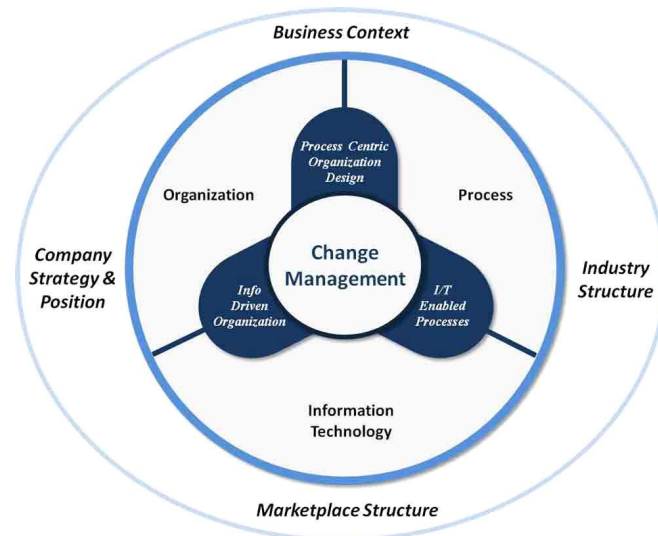 Business Context
Process Centric
Organization
Design
Organization
Process
Company
Strategy &
Position
Change
Management
Industry
Structure
Info
Driven
Organization
I/T
Enabled
Processes
Information
Technology
Marketplace Structure